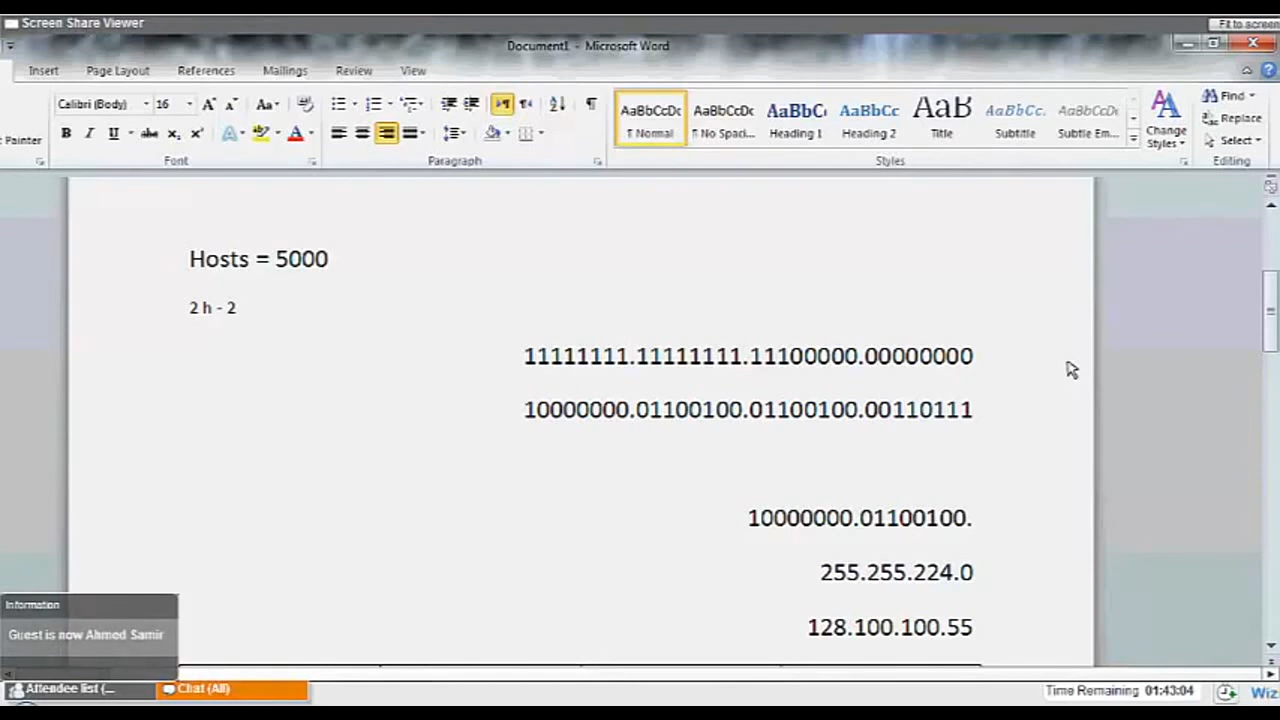 Screen Share Viewer
Fit to screen
Document1 - Microsoft Word
Insert Page Layout References Mailings Review View
Calibri (Body) 16
AaBbCcDc AaBbCcDc AaBbC AaBbCc AaB AaBbCc. AaBbCcDc
¶ Normal ¶ No Spaci... Heading 1 Heading 2 Title Subtitle Subtle Em...
Change Styles
Find
Replace
Select
Painter
Font Paragraph Styles Editing
Hosts = 5000
2 h - 2
11111111.11111111.11100000.00000000
10000000.01100100.01100100.00110111
10000000.01100100.
255.255.224.0
128.100.100.55
Information
Guest is now Ahmed Samir
Attendee list (...
Chat (All)
Time Remaining 01:43:04
Wiz